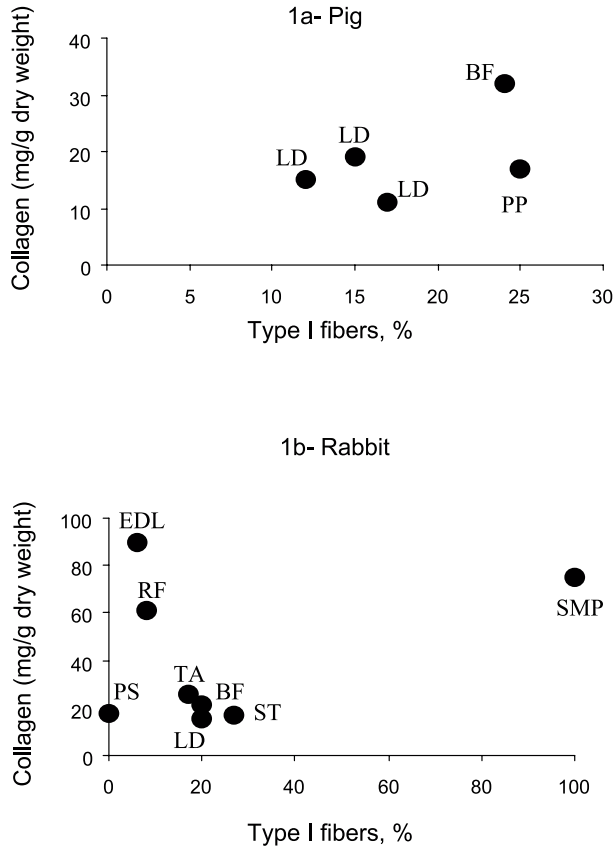 1a- Pig
Collagen (mg/g dry weight)
40
30
20
10
0
BF
LD
LD
LD
PP
0 5 10 15 20 25 30
Type I fibers, %
1b- Rabbit
Collagen (mg/g dry weight)
100
80
60
40
20
0
EDL
RF
SMP
TA
PS
BF
ST
LD
0 20 40 60 80 100
Type I fibers, %